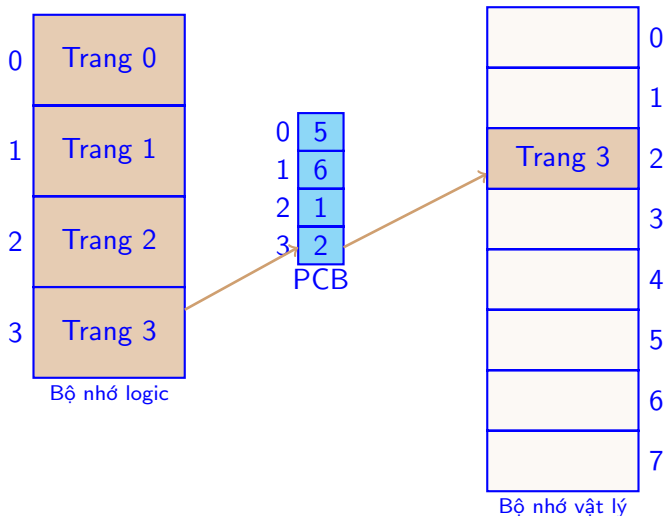 0 Trang 0
1 Trang 1
2 Trang 2
3 Trang 3
Bộ nhớ logic
0 5
1 6
2 1
3 2
PCB
0
1
Trang 3 2
3
4
5
6
7
Bộ nhớ vật lý